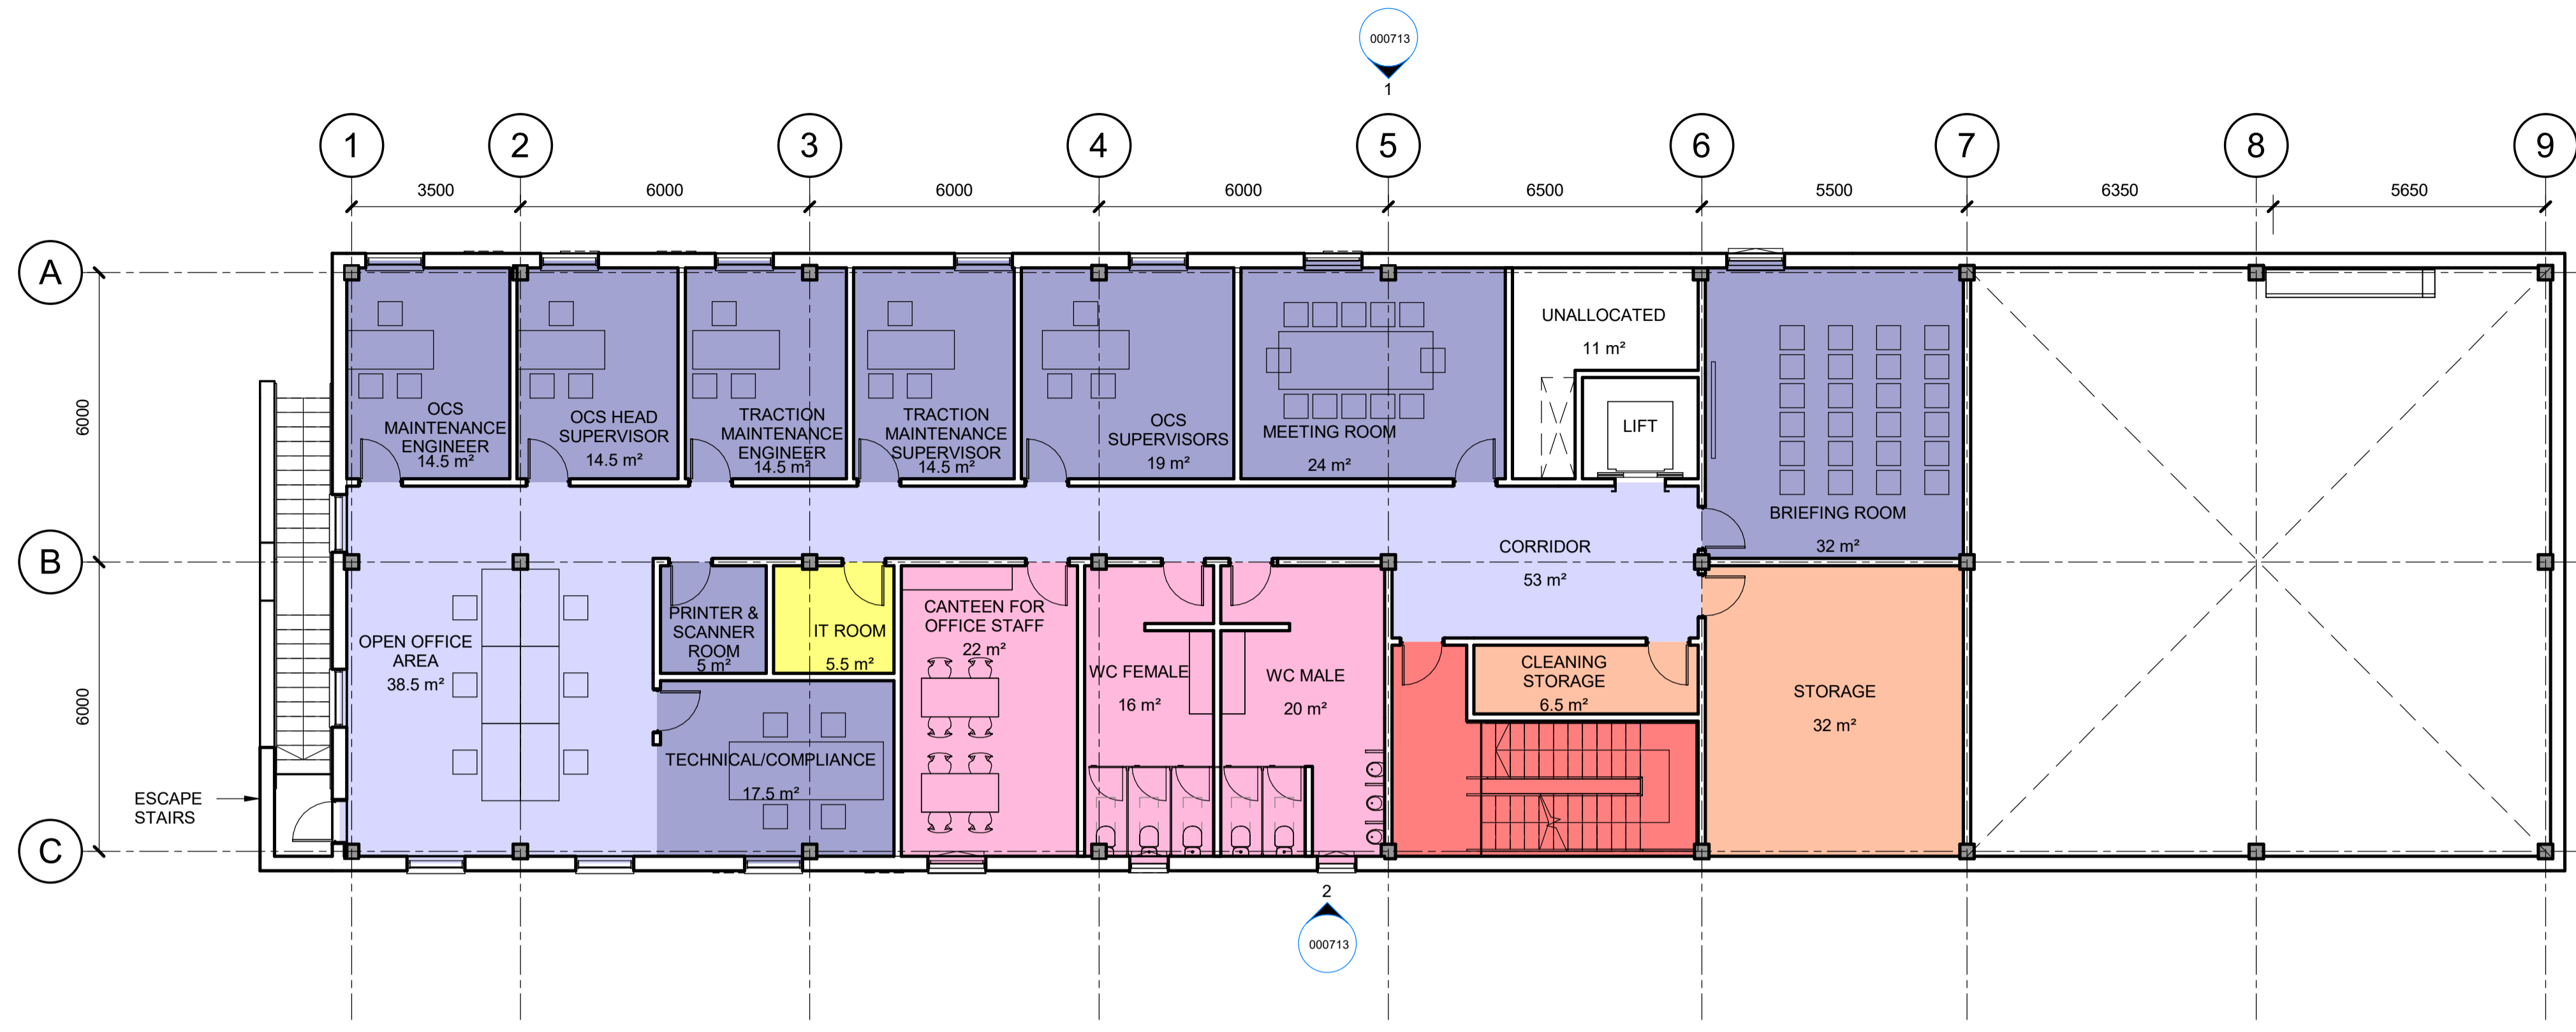 000713
1
1 2 3 4 5 6 7 8 9
3500 6000 6000 6000 6500 5500 6350 5650
A
6000
B
6000
C
OCS
MAINTENANCE
ENGINEER
14.5 m²
OCS HEAD
SUPERVISOR
14.5 m²
TRACTION
MAINTENANCE
ENGINEER
14.5 m²
TRACTION
MAINTENANCE
SUPERVISOR
14.5 m²
OCS
SUPERVISORS
19 m²
MEETING ROOM
24 m²
UNALLOCATED
11 m²
LIFT
BRIEFING ROOM
32 m²
CORRIDOR
53 m²
OPEN OFFICE
AREA
38.5 m²
PRINTER &
SCANNER
ROOM
5 m²
IT ROOM
5.5 m²
TECHNICAL/COMPLIANCE
17.5 m²
CANTEEN FOR
OFFICE STAFF
22 m²
WC FEMALE
16 m²
WC MALE
20 m²
CLEANING
STORAGE
6.5 m²
STORAGE
32 m²
ESCAPE
STAIRS
2
000713